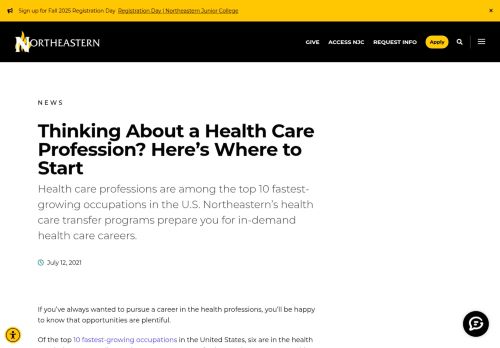 Sign up for Fall 2025 Registration Day Registration Day | Northeastern Junior College ×
NORTHEASTERN GIVE ACCESS NJC REQUEST INFO Apply
NEWS
Thinking About a Health Care
Profession? Here’s Where to
Start
Health care professions are among the top 10 fastest-
growing occupations in the U.S. Northeastern’s health
care transfer programs prepare you for in-demand
health care careers.
July 12, 2021
If you’ve always wanted to pursue a career in the health professions, you’ll be happy
to know that opportunities are plentiful.
Of the top 10 fastest-growing occupations in the United States, six are in the health